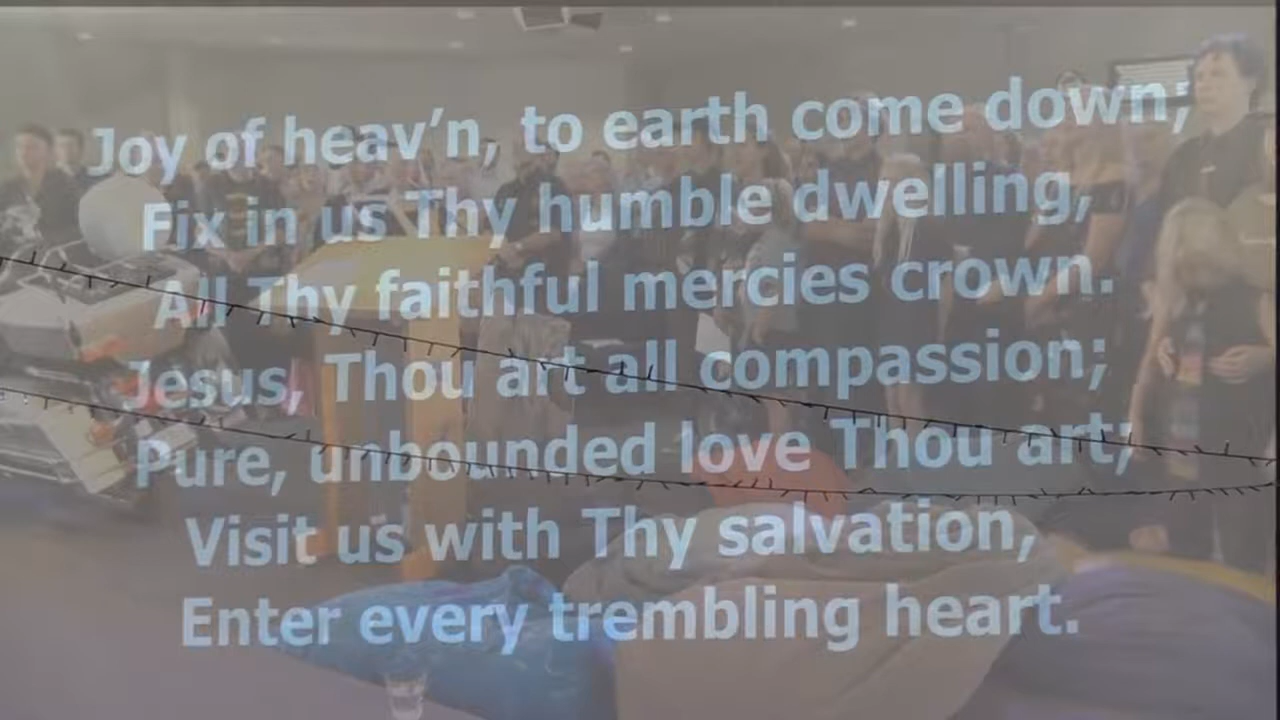 Joy of heav’n, to earth come down;
Fix in us Thy humble dwelling,
All Thy faithful mercies crown.
Jesus, Thou art all compassion;
Pure, unbounded love Thou art;
Visit us with Thy salvation,
Enter every trembling heart.